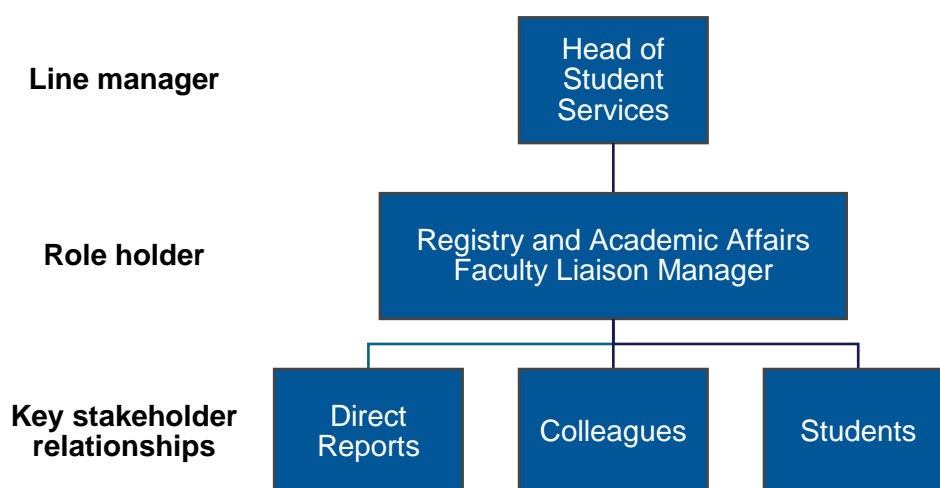 Line manager
Head of
Student
Services
Role holder
Registry and Academic Affairs
Faculty Liaison Manager
Key stakeholder
relationships
Direct
Reports
Colleagues
Students